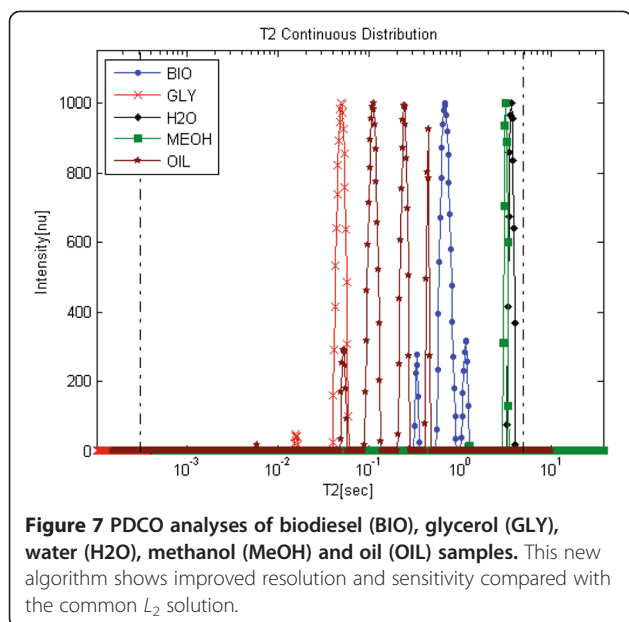 T2 Continuous Distribution
BIO
GLY
H2O
MEOH
OIL
1000
800
600
400
200
0
Intensity[nu]
10⁻³
10⁻²
10⁻¹
10⁰
10¹
T2[sec]
Figure 7 PDCO analyses of biodiesel (BIO), glycerol (GLY),
water (H2O), methanol (MeOH) and oil (OIL) samples. This new
algorithm shows improved resolution and sensitivity compared with
the common L₂ solution.